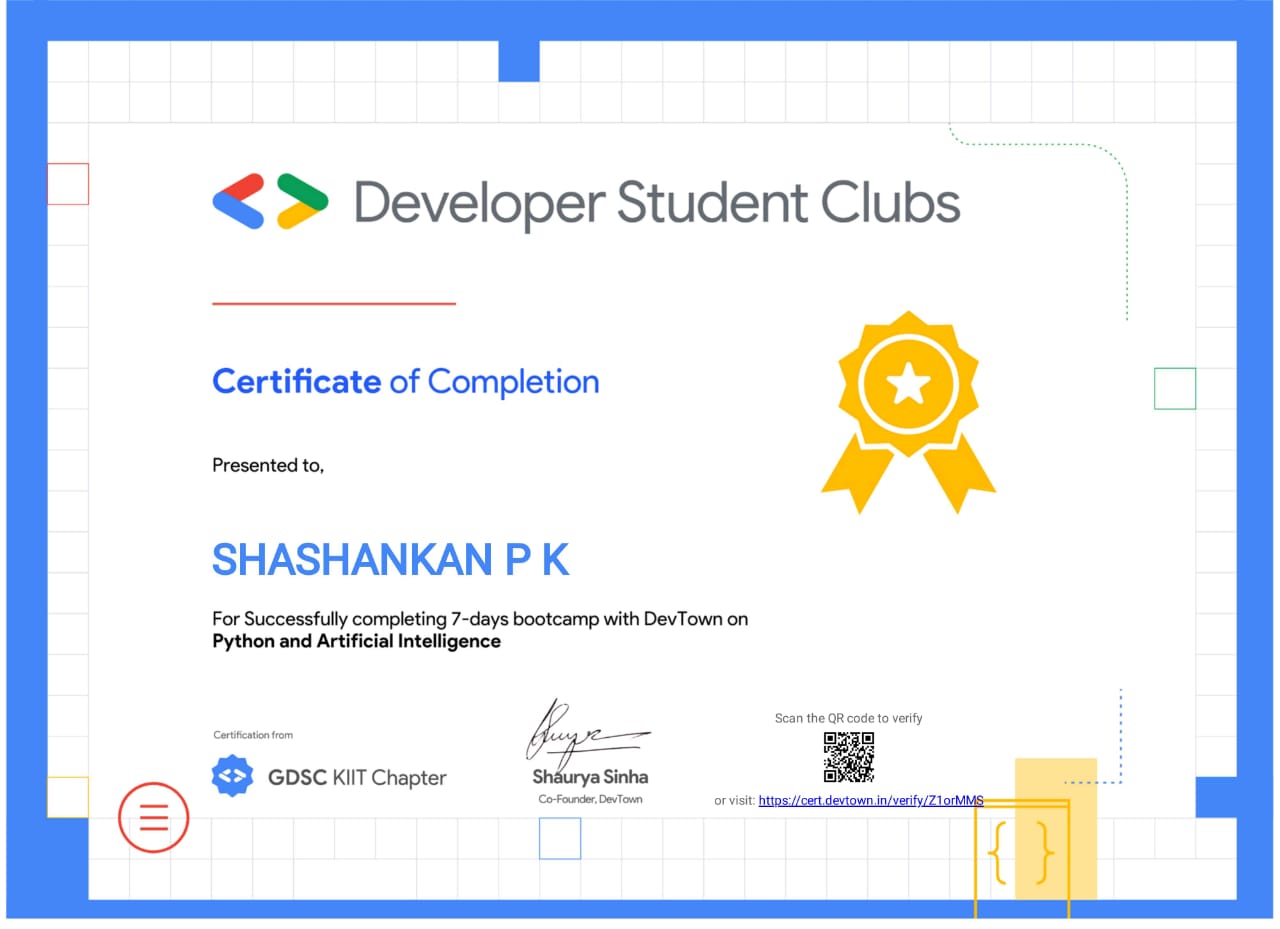 Developer Student Clubs
Certificate of Completion
Presented to,
SHASHANKAN P K
For Successfully completing 7-days bootcamp with DevTown on
Python and Artificial Intelligence
Certification from
GDSC KIIT Chapter
Shaurya Sinha
Co-Founder, DevTown
Scan the QR code to verify
or visit: https://cert.devtown.in/verify/Z1orMMS
{ }